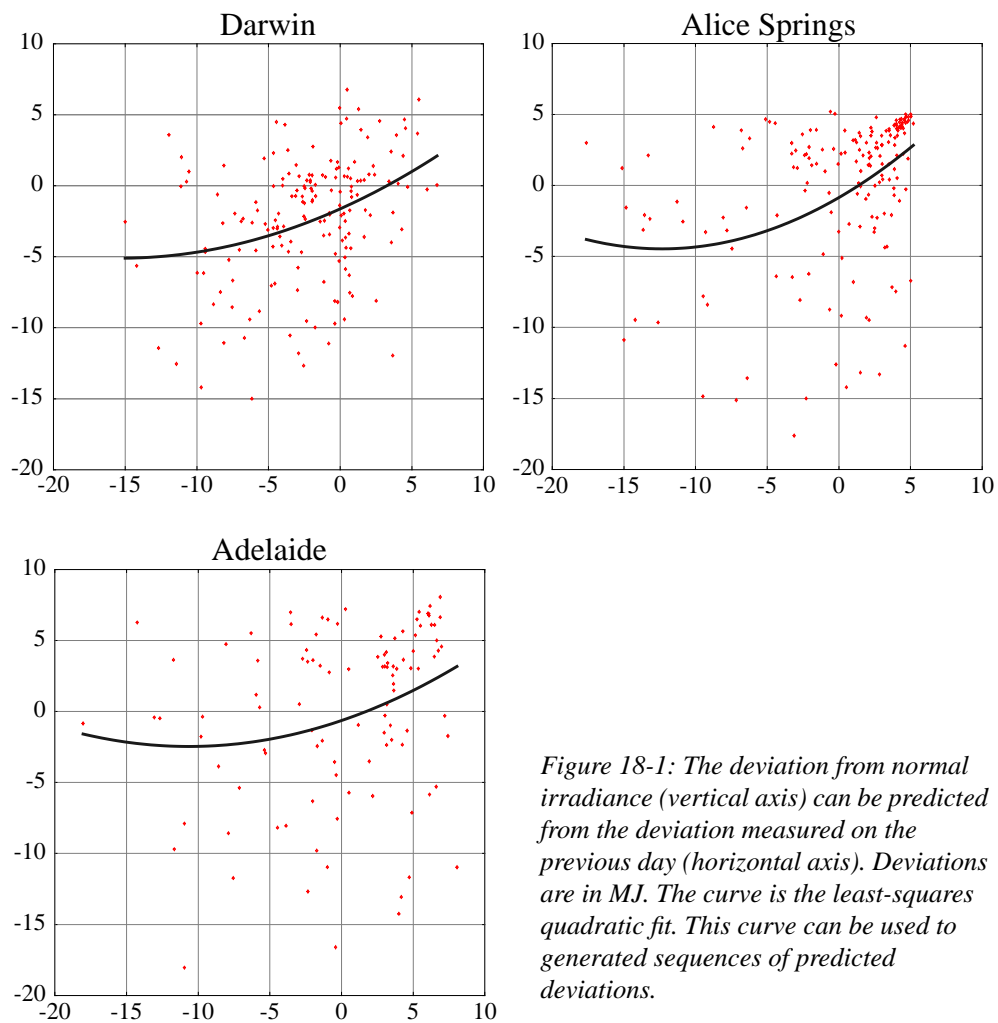 Darwin
10
5
0
-5
-10
-15
-20
-20 -15 -10 -5 0 5 10
Alice Springs
10
5
0
-5
-10
-15
-20
-20 -15 -10 -5 0 5 10
Adelaide
10
5
0
-5
-10
-15
-20
-20 -15 -10 -5 0 5 10
Figure 18-1: The deviation from normal
irradiance (vertical axis) can be predicted
from the deviation measured on the
previous day (horizontal axis). Deviations
are in MJ. The curve is the least-squares
quadratic fit. This curve can be used to
generated sequences of predicted
deviations.